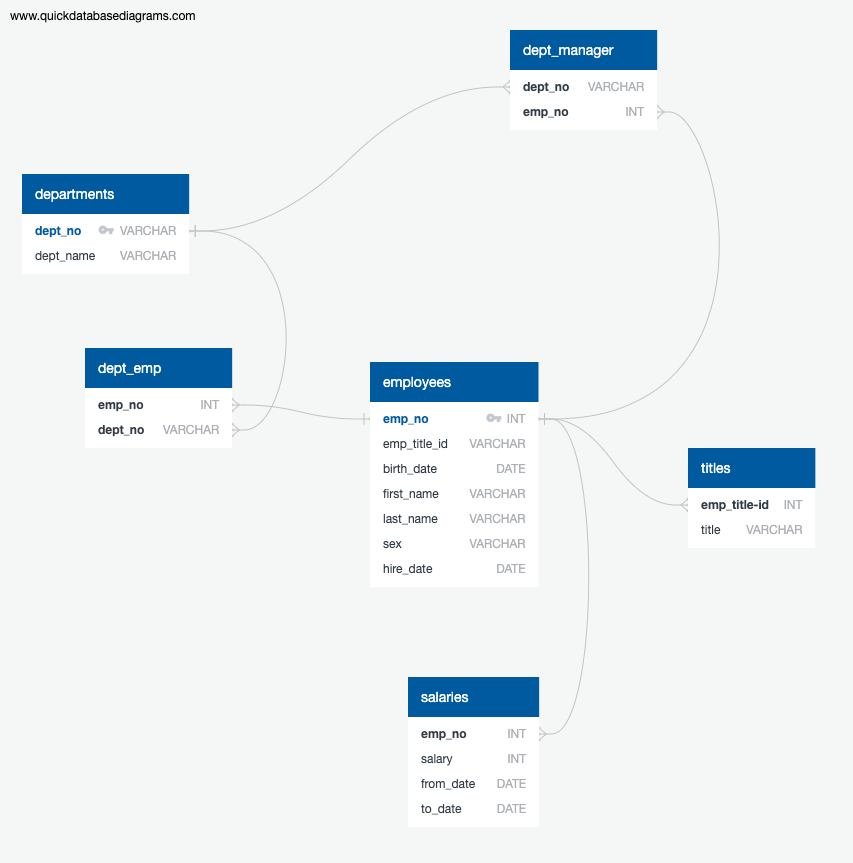 www.quickdatabasediagrams.com
dept_manager
dept_no VARCHAR
emp_no INT
departments
dept_no VARCHAR
dept_name VARCHAR
dept_emp
emp_no INT
dept_no VARCHAR
employees
emp_no INT
emp_title_id VARCHAR
birth_date DATE
first_name VARCHAR
last_name VARCHAR
sex VARCHAR
hire_date DATE
titles
emp_title-id INT
title VARCHAR
salaries
emp_no INT
salary INT
from_date DATE
to_date DATE